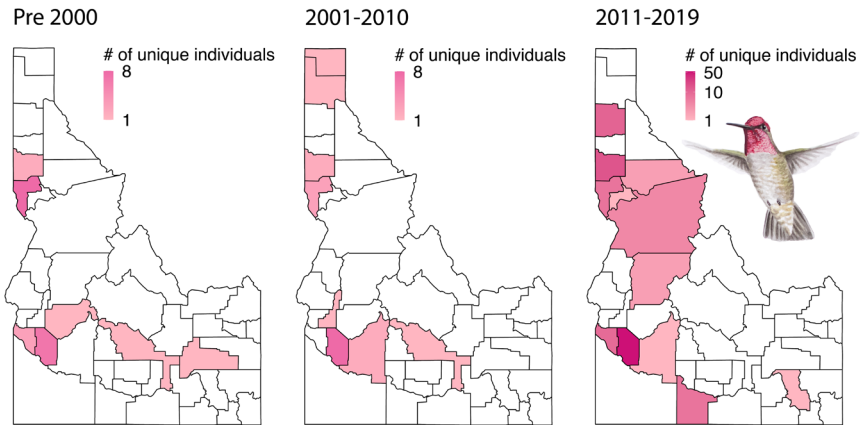 Pre 2000
# of unique individuals
8
1
2001-2010
# of unique individuals
8
1
2011-2019
# of unique individuals
50
10
1